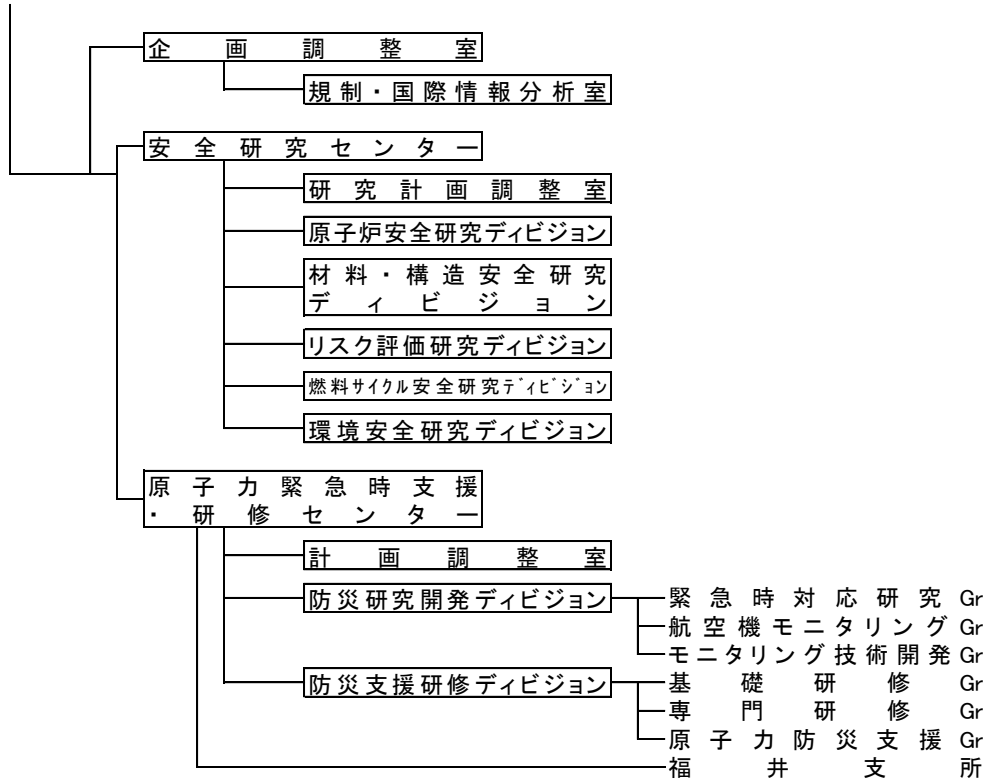 企画調整室
規制・国際情報分析室
安全研究センター
研究計画調整室
原子炉安全研究ディビジョン
材料・構造安全研究
ディビジョン
リスク評価研究ディビジョン
燃料サイクル安全研究ディビジョン
環境安全研究ディビジョン
原子力緊急時支援
・研修センター
計画調整室
防災研究開発ディビジョン
緊急時対応研究Gr
航空機モニタリングGr
モニタリング技術開発Gr
防災支援研修ディビジョン
基礎研修Gr
専門研修Gr
原子力防災支援Gr
福井支所